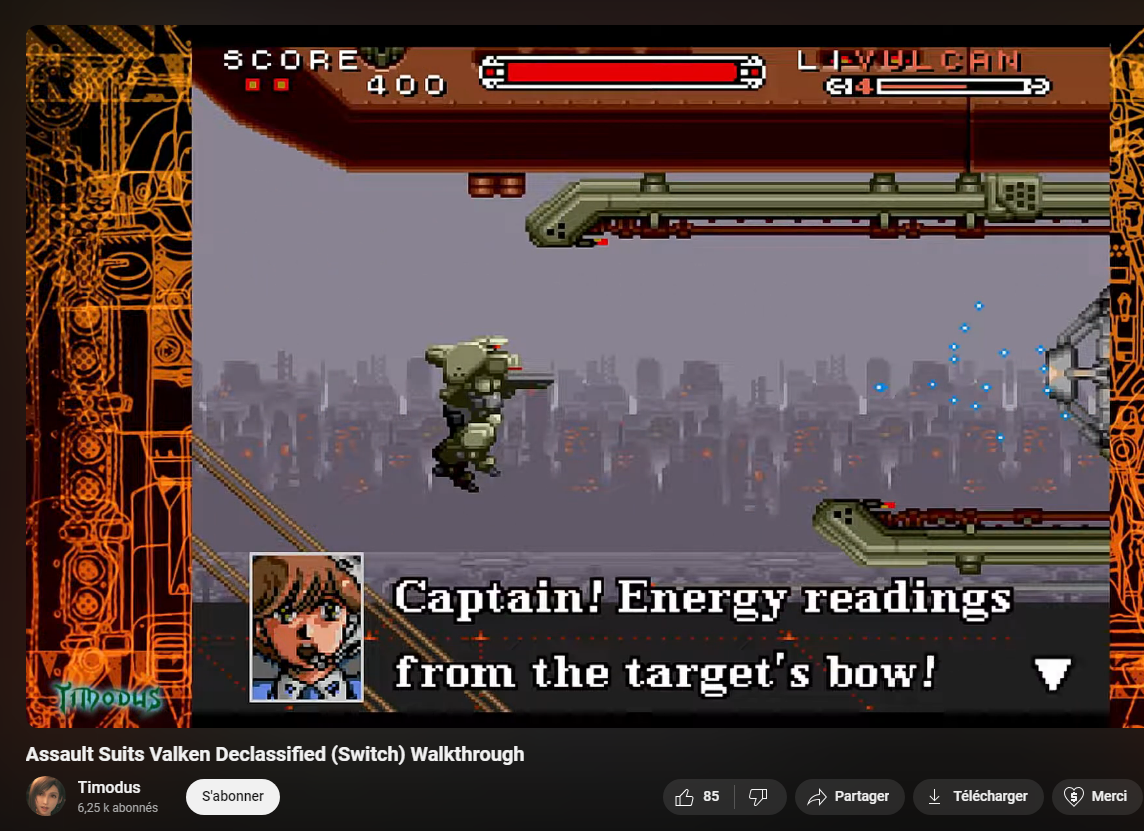 SCORE
400
VULCAN
4
Captain! Energy readings
from the target's bow!
TIMODUS
Assault Suits Valken Declassified (Switch) Walkthrough
Timodus
6,25 k abonnés
S'abonner
85
Partager
Télécharger
Merci